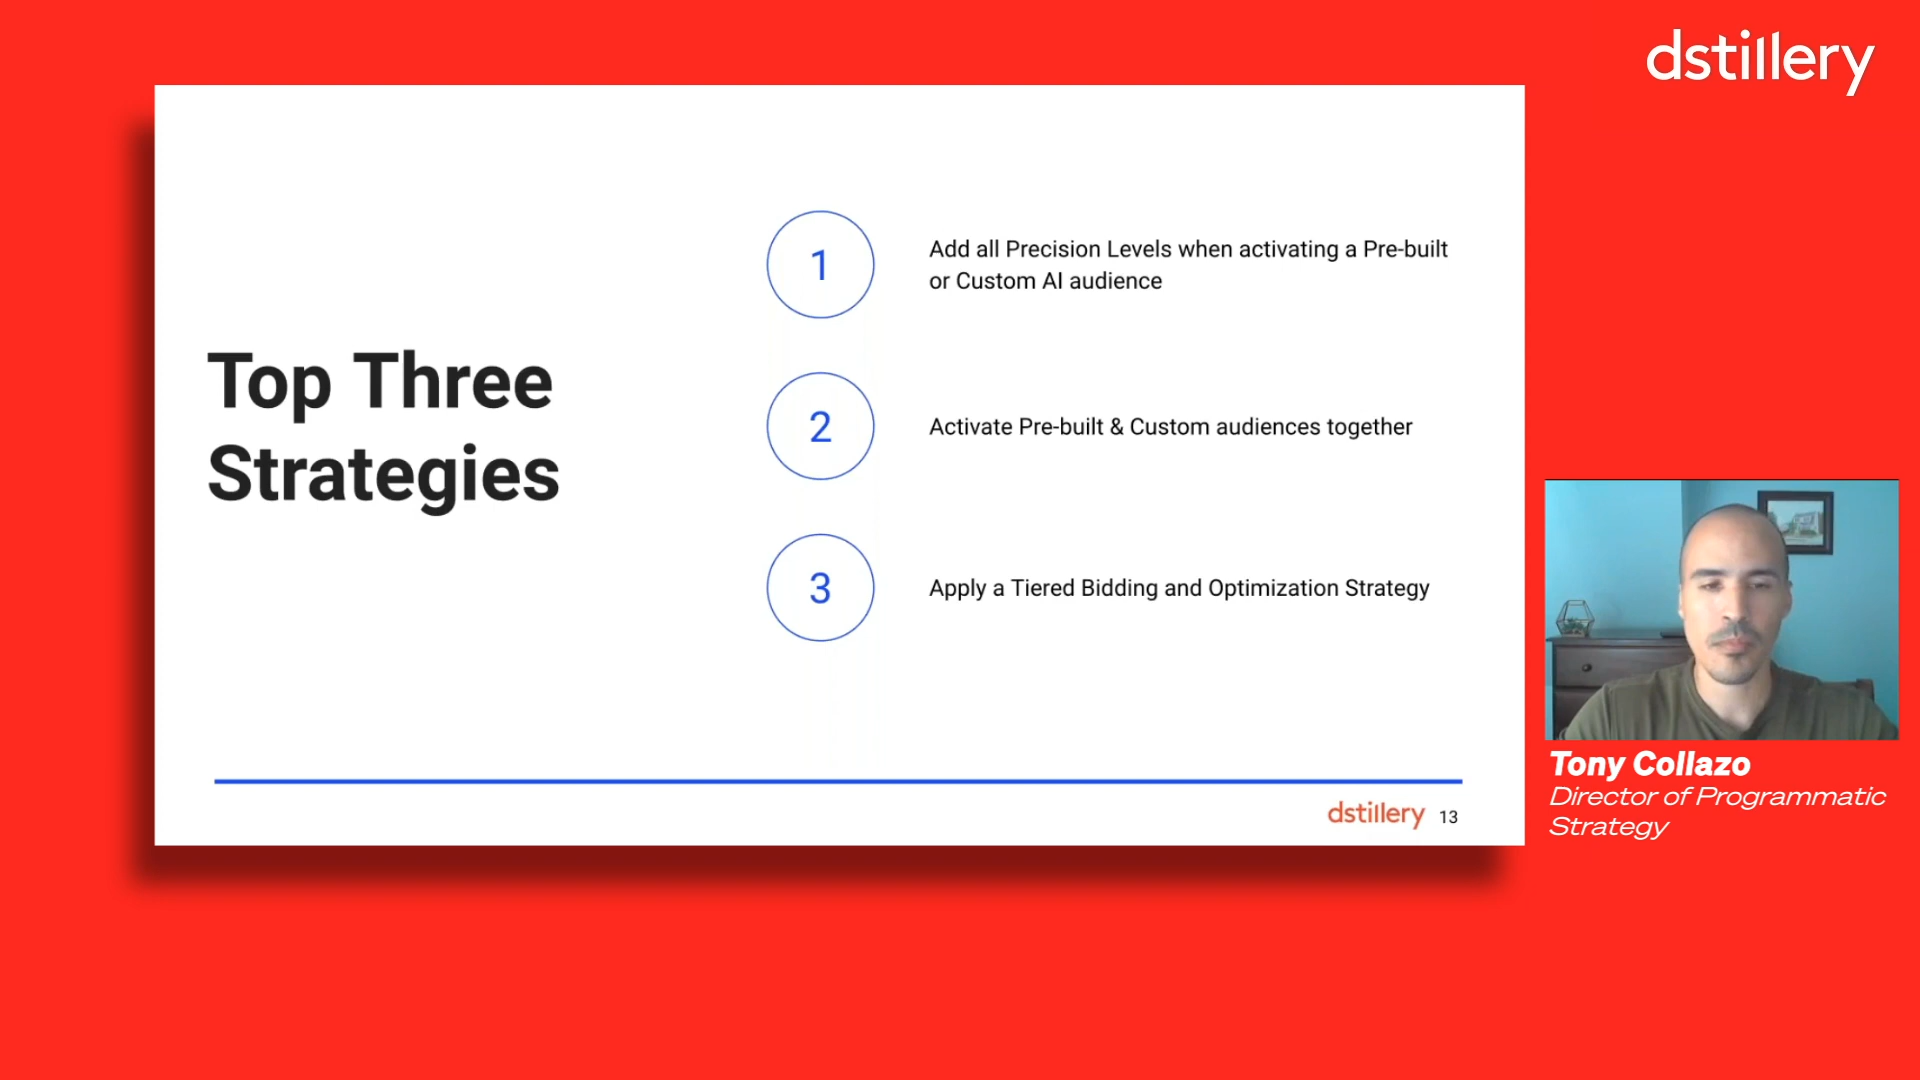 dstillery
Top Three
Strategies
1
Add all Precision Levels when activating a Pre-built
or Custom AI audience
2
Activate Pre-built & Custom audiences together
3
Apply a Tiered Bidding and Optimization Strategy
dstillery 13
Tony Collazo
Director of Programmatic
Strategy